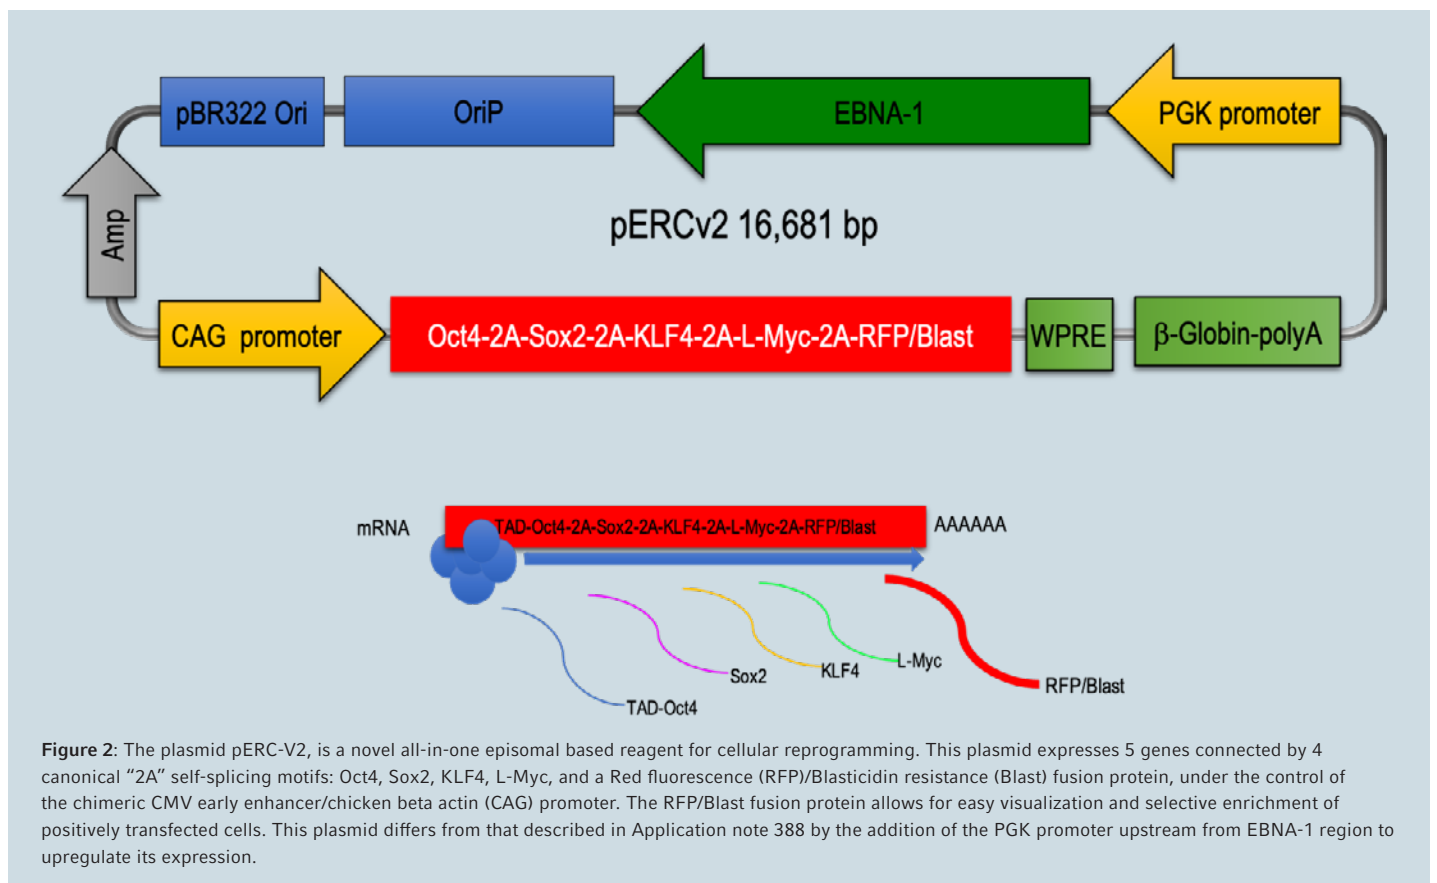 pBR322 Ori
OriP
EBNA-1
PGK promoter
Amp
pERCv2 16,681 bp
CAG promoter
Oct4-2A-Sox2-2A-KLF4-2A-L-Myc-2A-RFP/Blast
WPRE
β-Globin-polyA
mRNA
TAD-Oct4-2A-Sox2-2A-KLF4-2A-L-Myc-2A-RFP/Blast
AAAAAA
TAD-Oct4
Sox2
KLF4
L-Myc
RFP/Blast
Figure 2: The plasmid pERC-V2, is a novel all-in-one episomal based reagent for cellular reprogramming. This plasmid expresses 5 genes connected by 4
canonical “2A” self-splicing motifs: Oct4, Sox2, KLF4, L-Myc, and a Red fluorescence (RFP)/Blasticidin resistance (Blast) fusion protein, under the control of
the chimeric CMV early enhancer/chicken beta actin (CAG) promoter. The RFP/Blast fusion protein allows for easy visualization and selective enrichment of
positively transfected cells. This plasmid differs from that described in Application note 388 by the addition of the PGK promoter upstream from EBNA-1 region to
upregulate its expression.